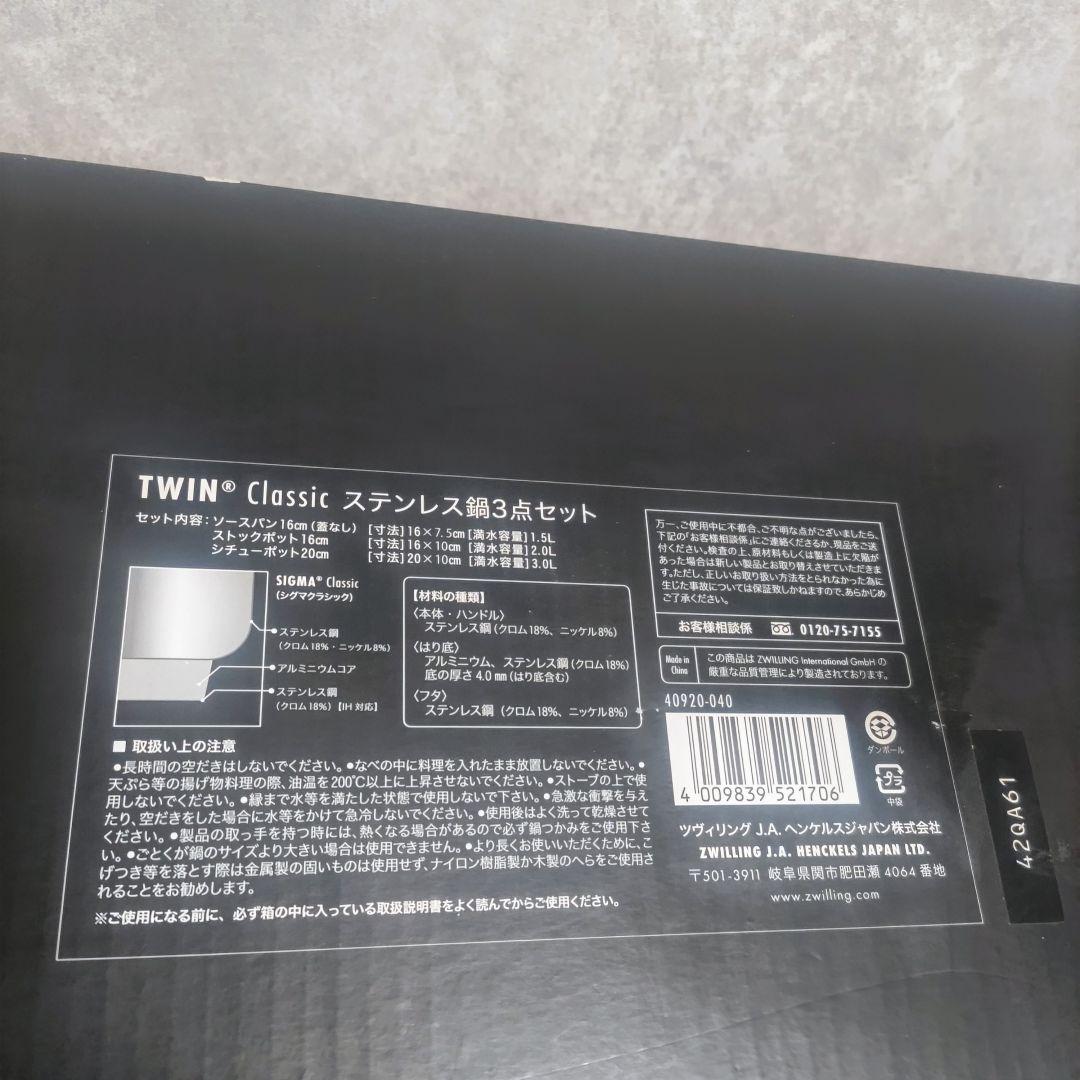 TWIN® Classic ステンレス鍋3点セット
セット内容：ソースパン16cm（蓋なし） [寸法]16×7.5cm[満水容量]1.5L
ストックポット16cm [寸法]16×10cm[満水容量]2.0L
シチューポット20cm [寸法]20×10cm[満水容量]3.0L
SIGMA® Classic
（シグマクラシック）
ステンレス鋼
（クロム18%・ニッケル8%）
アルミニウムコア
ステンレス鋼
（クロム18%）【IH 対応】
【材料の種類】
〈本体・ハンドル〉
ステンレス鋼（クロム18%、ニッケル8%）
〈はり底〉
アルミニウム、ステンレス鋼（クロム18%）
底の厚さ 4.0㎜（はり底含む）
〈フタ〉
ステンレス鋼（クロム18%、ニッケル8%）
■ 取扱い上の注意
●長時間の空だきはしないでください。●なべの中に料理を入れたまま放置しないでください。●
天ぷら等の揚げ物料理の際、油温を200℃以上に上昇させないでください。●ストーブの上で使
用しないでください。●縁まで水等を満たした状態で使用しないで下さい。●急激な衝撃を与え
たり、空だきをした場合に水等をかけて急冷しないでください。●使用後はよく洗って乾燥させて
ください。●製品の取っ手を持つ時には、熱くなる場合があるので必ず鍋つかみをご使用下さ
い。●ごとくが鍋のサイズより大きい場合は使用できません。●より長くお使いいただくために、こ
げつき等を落とす際は金属製の固いものは使用せず、ナイロン樹脂製か木製のへらをご使用さ
れることをお勧めします。
※ご使用になる前に、必ず箱の中に入っている取扱説明書をよく読んでからご使用ください。
万一、ご使用中に不都合、ご不明な点がございましたら、
下記の「お客様相談係」にご連絡くださるか、現品をご送
付ください。検査の上、原材料もしくは製造上に欠陥が
あった場合は新しい製品とお取り替えさせていただきま
す。ただし、正しいお取り扱い方法をとられなかった為に
生じた事故については保証致しかねますので、あらかじめ
ご了承ください。
お客様相談係 0120-75-7155
Made in
China
この商品は ZWILLING International GmbH の
厳重な品質管理により製造されております。
40920-040
4 009839 521706
ダンボール
プラ
中袋
ツヴィリング J.A. ヘンケルスジャパン株式会社
ZWILLING J.A. HENCKELS JAPAN LTD.
〒501-3911 岐阜県関市肥田瀬 4064 番地
www.zwilling.com
42QA61